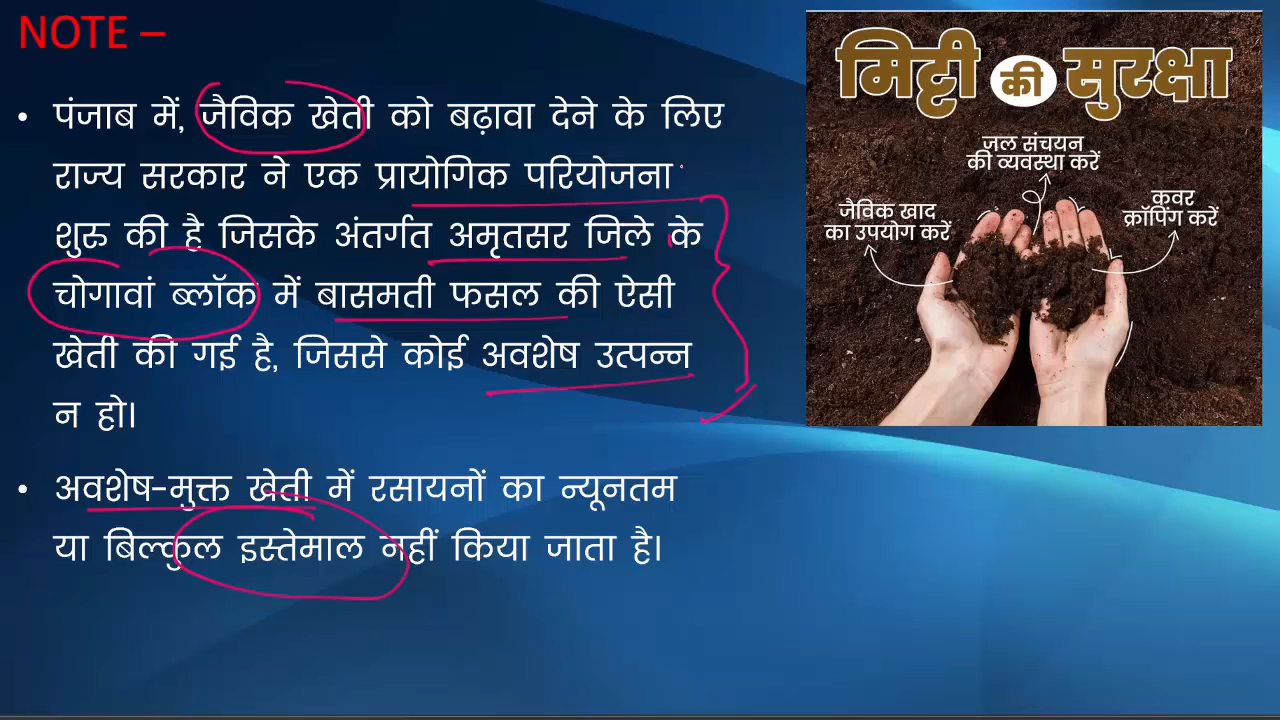 NOTE –
• पंजाब में, जैविक खेती को बढ़ावा देने के लिए
राज्य सरकार ने एक प्रायोगिक परियोजना
शुरु की है जिसके अंतर्गत अमृतसर जिले के
चोगावां ब्लॉक में बासमती फसल की ऐसी
खेती की गई है, जिससे कोई अवशेष उत्पन्न
न हो।
• अवशेष-मुक्त खेती में रसायनों का न्यूनतम
या बिल्कुल इस्तेमाल नहीं किया जाता है।
मिट्टी की सुरक्षा
जल संचयन
की व्यवस्था करें
जैविक खाद
का उपयोग करें
कवर
क्रॉपिंग करें